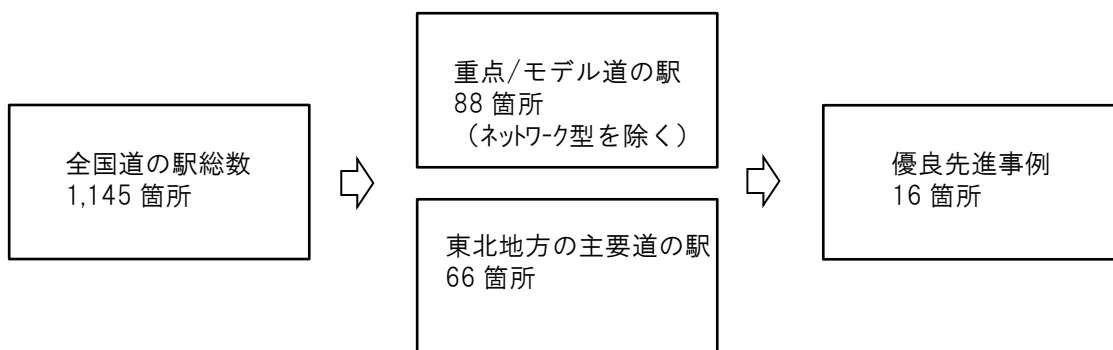 全国道の駅総数
1,145 箇所
重点/モデル道の駅
88 箇所
（ネットワーク型を除く）
東北地方の主要道の駅
66 箇所
優良先進事例
16 箇所